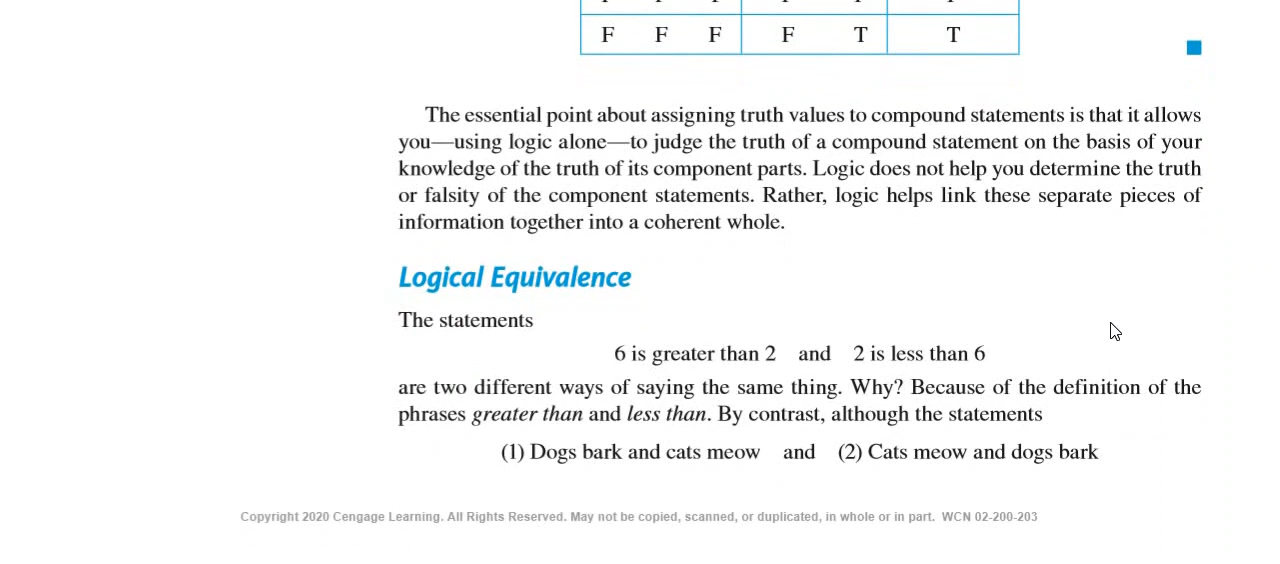 F F F F T T
The essential point about assigning truth values to compound statements is that it allows
you—using logic alone—to judge the truth of a compound statement on the basis of your
knowledge of the truth of its component parts. Logic does not help you determine the truth
or falsity of the component statements. Rather, logic helps link these separate pieces of
information together into a coherent whole.
Logical Equivalence
The statements
6 is greater than 2 and 2 is less than 6
are two different ways of saying the same thing. Why? Because of the definition of the
phrases greater than and less than. By contrast, although the statements
(1) Dogs bark and cats meow and (2) Cats meow and dogs bark
Copyright 2020 Cengage Learning. All Rights Reserved. May not be copied, scanned, or duplicated, in whole or in part. WCN 02-200-203